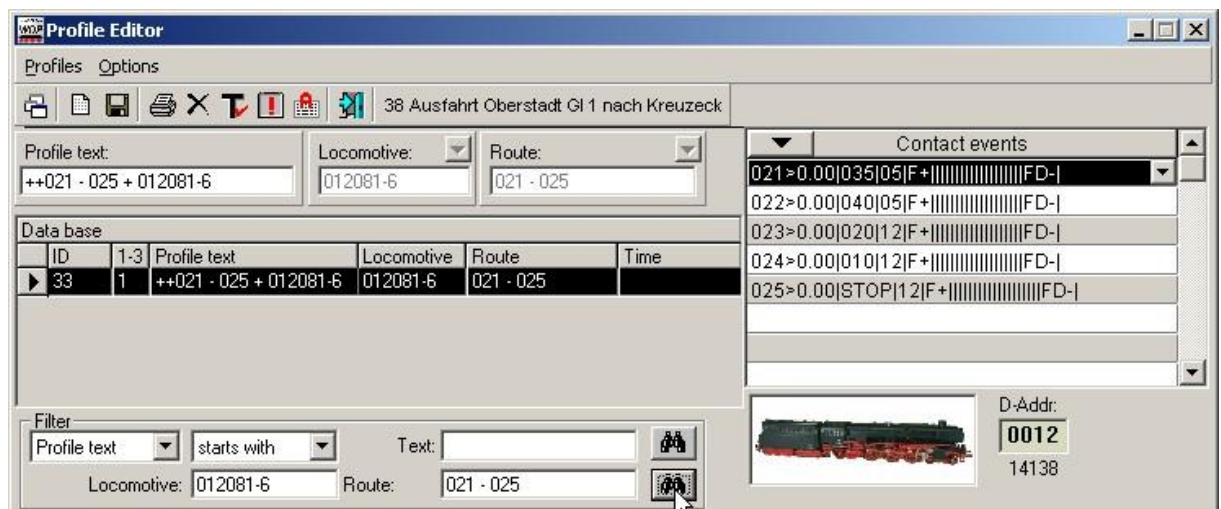 WDP Profile Editor
Profiles Options
38 Ausfahrt Oberstadt Gl 1 nach Kreuzeck
Profile text: Locomotive: Route:
++021 - 025 + 012081-6 012081-6 021 - 025
Data base
ID 1-3 Profile text Locomotive Route Time
33 1 ++021 - 025 + 012081-6 012081-6 021 - 025
Filter
Profile text starts with Text:
Locomotive: 012081-6 Route: 021 - 025
Contact events
021>0.00|035|05|F+|||||||||||||||||||FD-|
022>0.00|040|05|F+|||||||||||||||||||FD-|
023>0.00|020|12|F+|||||||||||||||||||FD-|
024>0.00|010|12|F+|||||||||||||||||||FD-|
025>0.00|STOP|12|F+|||||||||||||||||||FD-|
D-Addr:
0012
14138